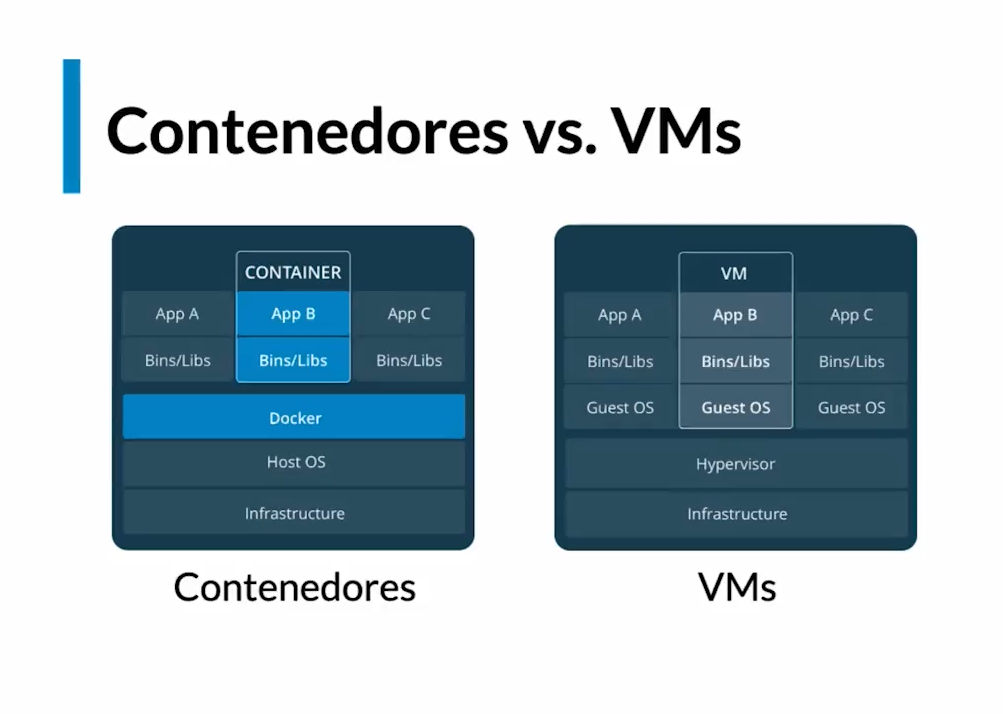 Contenedores vs. VMs
CONTAINER
App A
App B
App C
Bins/Libs
Bins/Libs
Bins/Libs
Docker
Host OS
Infrastructure
Contenedores
VM
App A
App B
App C
Bins/Libs
Bins/Libs
Bins/Libs
Guest OS
Guest OS
Guest OS
Hypervisor
Infrastructure
VMs